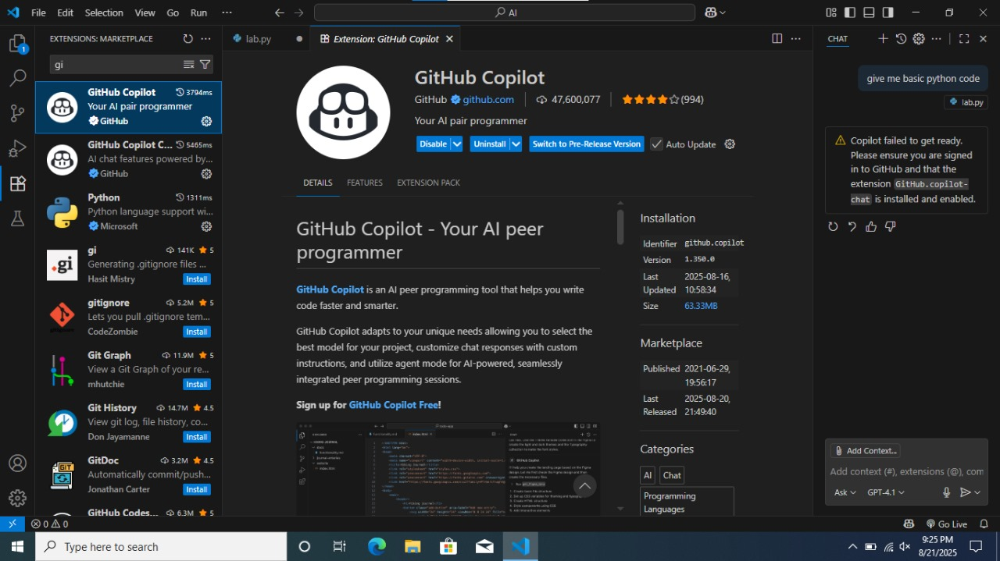 File Edit Selection View Go Run ···
AI
EXTENSIONS: MARKETPLACE
gi
GitHub Copilot 3794ms
Your AI pair programmer
GitHub
GitHub Copilot C... 5465ms
AI chat features powered by...
GitHub
Python 1311ms
Python language support wi...
Microsoft
gi 141K 5
Generating .gitignore files ...
Hasit Mistry Install
gitignore 5.2M 5
Lets you pull .gitignore tem...
CodeZombie Install
Git Graph 11.9M 5
View a Git Graph of your re...
mhutchie Install
Git History 14.7M 4.5
View git log, file history, co...
Don Jayamanne Install
GitDoc 3.2M 4.5
Automatically commit/push...
Jonathan Carter Install
1
lab.py
Extension: GitHub Copilot
GitHub Copilot
GitHub github.com 47,600,077 (994)
Your AI pair programmer
Disable Uninstall Switch to Pre-Release Version Auto Update
DETAILS FEATURES EXTENSION PACK
GitHub Copilot - Your AI peer
programmer
GitHub Copilot is an AI peer programming tool that helps you write
code faster and smarter.
GitHub Copilot adapts to your unique needs allowing you to select the
best model for your project, customize chat responses with custom
instructions, and utilize agent mode for AI-powered, seamlessly
integrated peer programming sessions.
Sign up for GitHub Copilot Free!
Installation
Identifier github.copilot
Version 1.350.0
Last 2025-08-16,
Updated 10:58:34
Size 63.33MB
Marketplace
Published 2021-06-29,
19:56:17
Last 2025-08-20,
Released 21:49:40
Categories
AI Chat
Programming
Languages
CHAT
give me basic python code
lab.py
Copilot failed to get ready.
Please ensure you are signed
in to GitHub and that the
extension GitHub.copilot-
chat is installed and enabled.
Add Context...
Add context (#), extensions (@), com
Ask GPT-4.1
0 0
Go Live
Type here to search
9:25 PM
8/21/2025